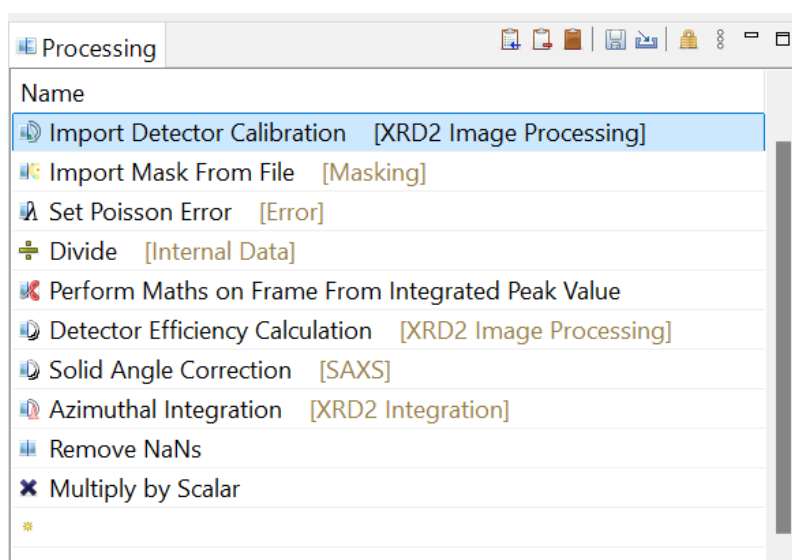 Processing
Name
Import Detector Calibration [XRD2 Image Processing]
Import Mask From File [Masking]
Set Poisson Error [Error]
Divide [Internal Data]
Perform Maths on Frame From Integrated Peak Value
Detector Efficiency Calculation [XRD2 Image Processing]
Solid Angle Correction [SAXS]
Azimuthal Integration [XRD2 Integration]
Remove NaNs
Multiply by Scalar